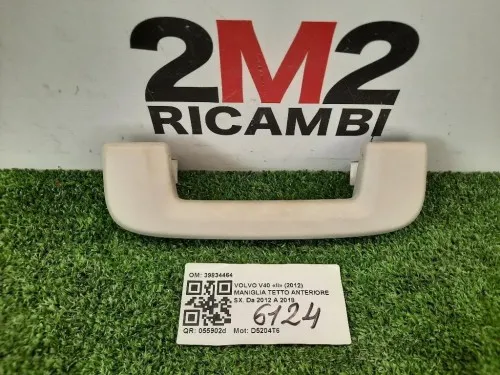 2M2
RICAMBI
OM: 39834464
VOLVO V40 «II» (2012)
MANIGLIA TETTO ANTERIORE
SX. Da 2012 A 2019
6124
QR: 055902d Mot: D5204T6